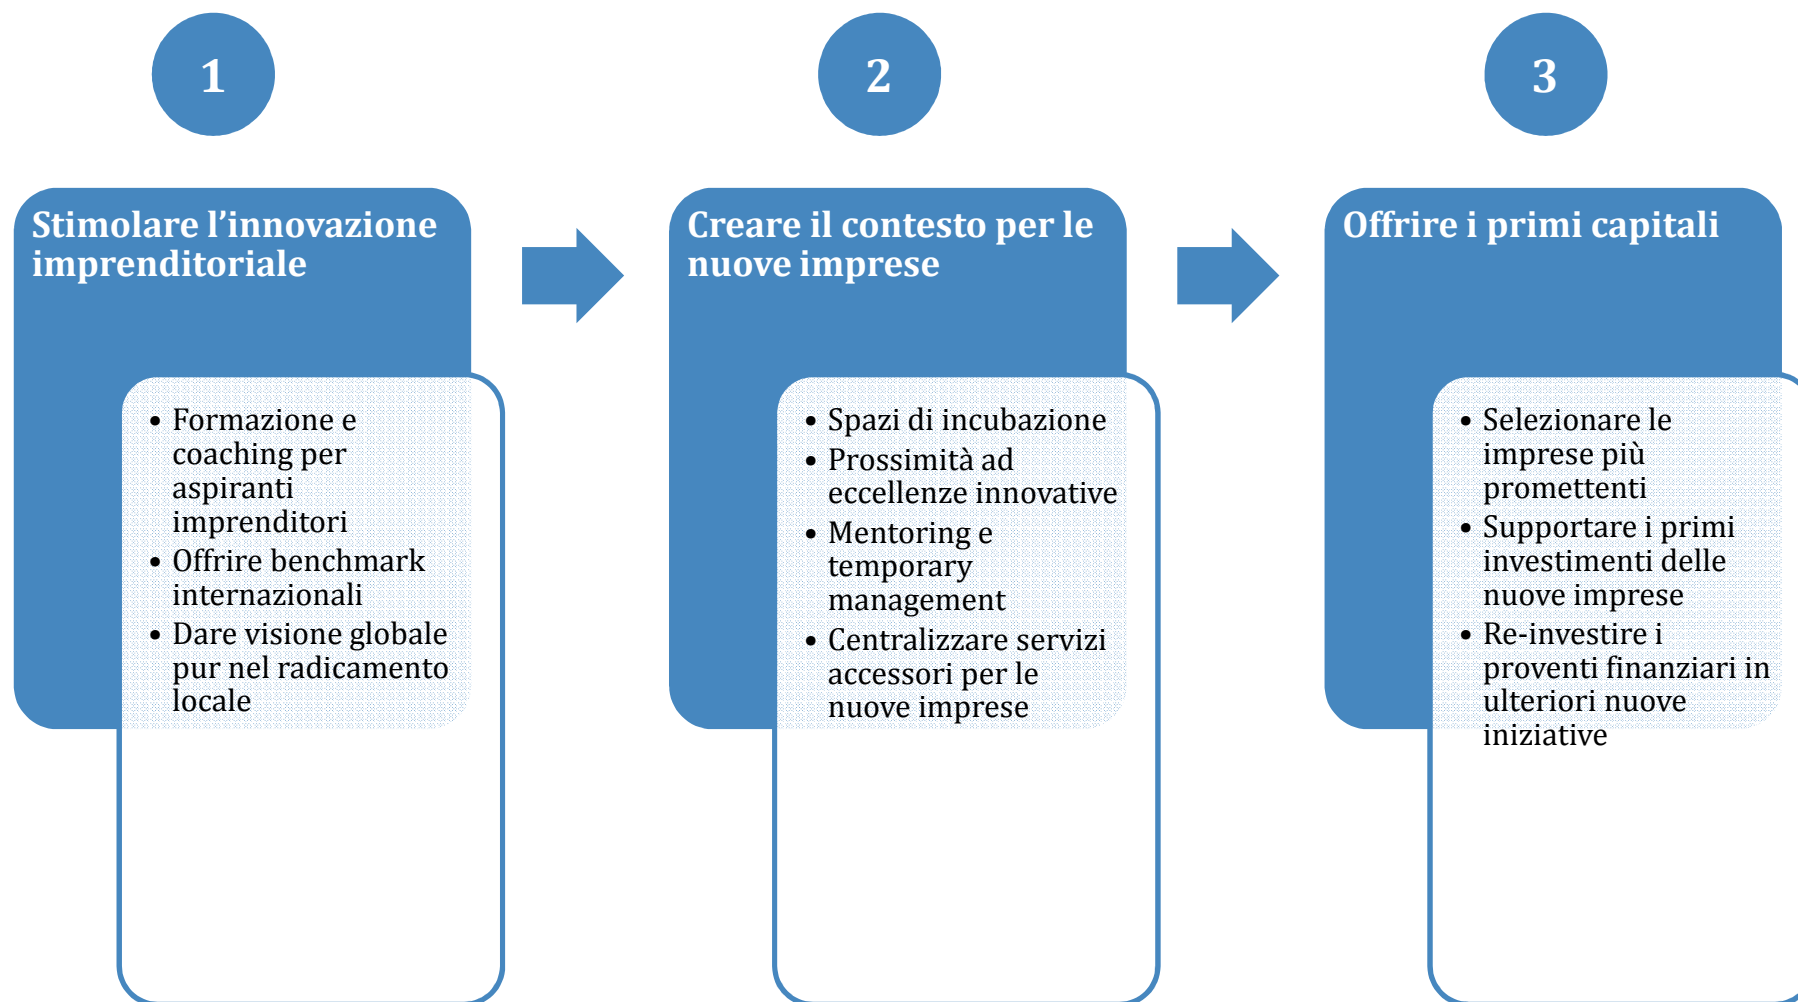 1
Stimolare l’innovazione
imprenditoriale
• Formazione e
coaching per
aspiranti
imprenditori
• Offrire benchmark
internazionali
• Dare visione globale
pur nel radicamento
locale
2
Creare il contesto per le
nuove imprese
• Spazi di incubazione
• Prossimità ad
eccellenze innovative
• Mentoring e
temporary
management
• Centralizzare servizi
accessori per le
nuove imprese
3
Offrire i primi capitali
• Selezionare le
imprese più
promettenti
• Supportare i primi
investimenti delle
nuove imprese
• Re-investire i
proventi finanziari in
ulteriori nuove
iniziative